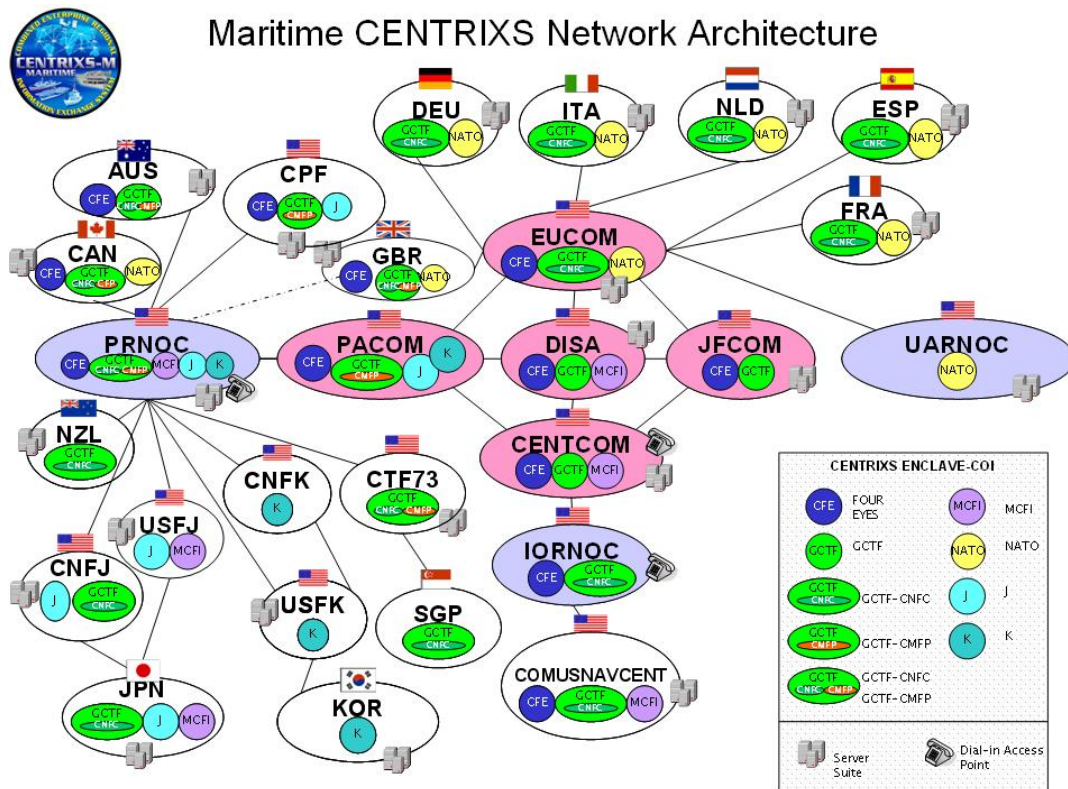 Maritime CENTRIXS Network Architecture
COMBINED ENTERPRISE REGIONAL
CENTRIXS-M
MARITIME
INFORMATION EXCHANGE SYSTEM
DEU
GCTF
CNFC
NATO
ITA
GCTF
CNFC
NATO
NLD
GCTF
CNFC
NATO
ESP
GCTF
CNFC
NATO
AUS
CFE
GCTF
CNFC CMFP
CPF
CFE
GCTF
CMFP
J
FRA
GCTF
CNFC
NATO
CAN
CFE
GCTF
CNFC CFP
NATO
GBR
CFE
GCTF
CNFC CMFP
NATO
EUCOM
CFE
GCTF
CNFC
NATO
PRNOC
CFE
GCTF
CNFC CMFP
MCFI
J
K
PACOM
CFE
GCTF
CMFP
J
K
DISA
CFE
GCTF
MCFI
JFCOM
CFE
GCTF
UARNOC
NATO
NZL
GCTF
CNFC
CNFK
K
CTF73
GCTF
CNFC CMFP
CENTCOM
CFE
GCTF
MCFI
USFJ
J
MCFI
CNFJ
J
GCTF
CNFC
USFK
K
SGP
GCTF
CNFC
IORNOC
CFE
GCTF
CNFC
JPN
GCTF
CNFC
J
MCFI
KOR
K
COMUSNAVCENT
CFE
GCTF
CNFC
MCFI
CENTRIXS ENCLAVE-COI
CFE
FOUR
EYES
MCFI
MCFI
GCTF
GCTF
NATO
NATO
GCTF
CNFC
GCTF-CNFC
J
J
GCTF
CMFP
GCTF-CMFP
K
K
GCTF
CNFC CMFP
GCTF-CNFC
GCTF-CMFP
Server
Suite
Dial-in Access
Point